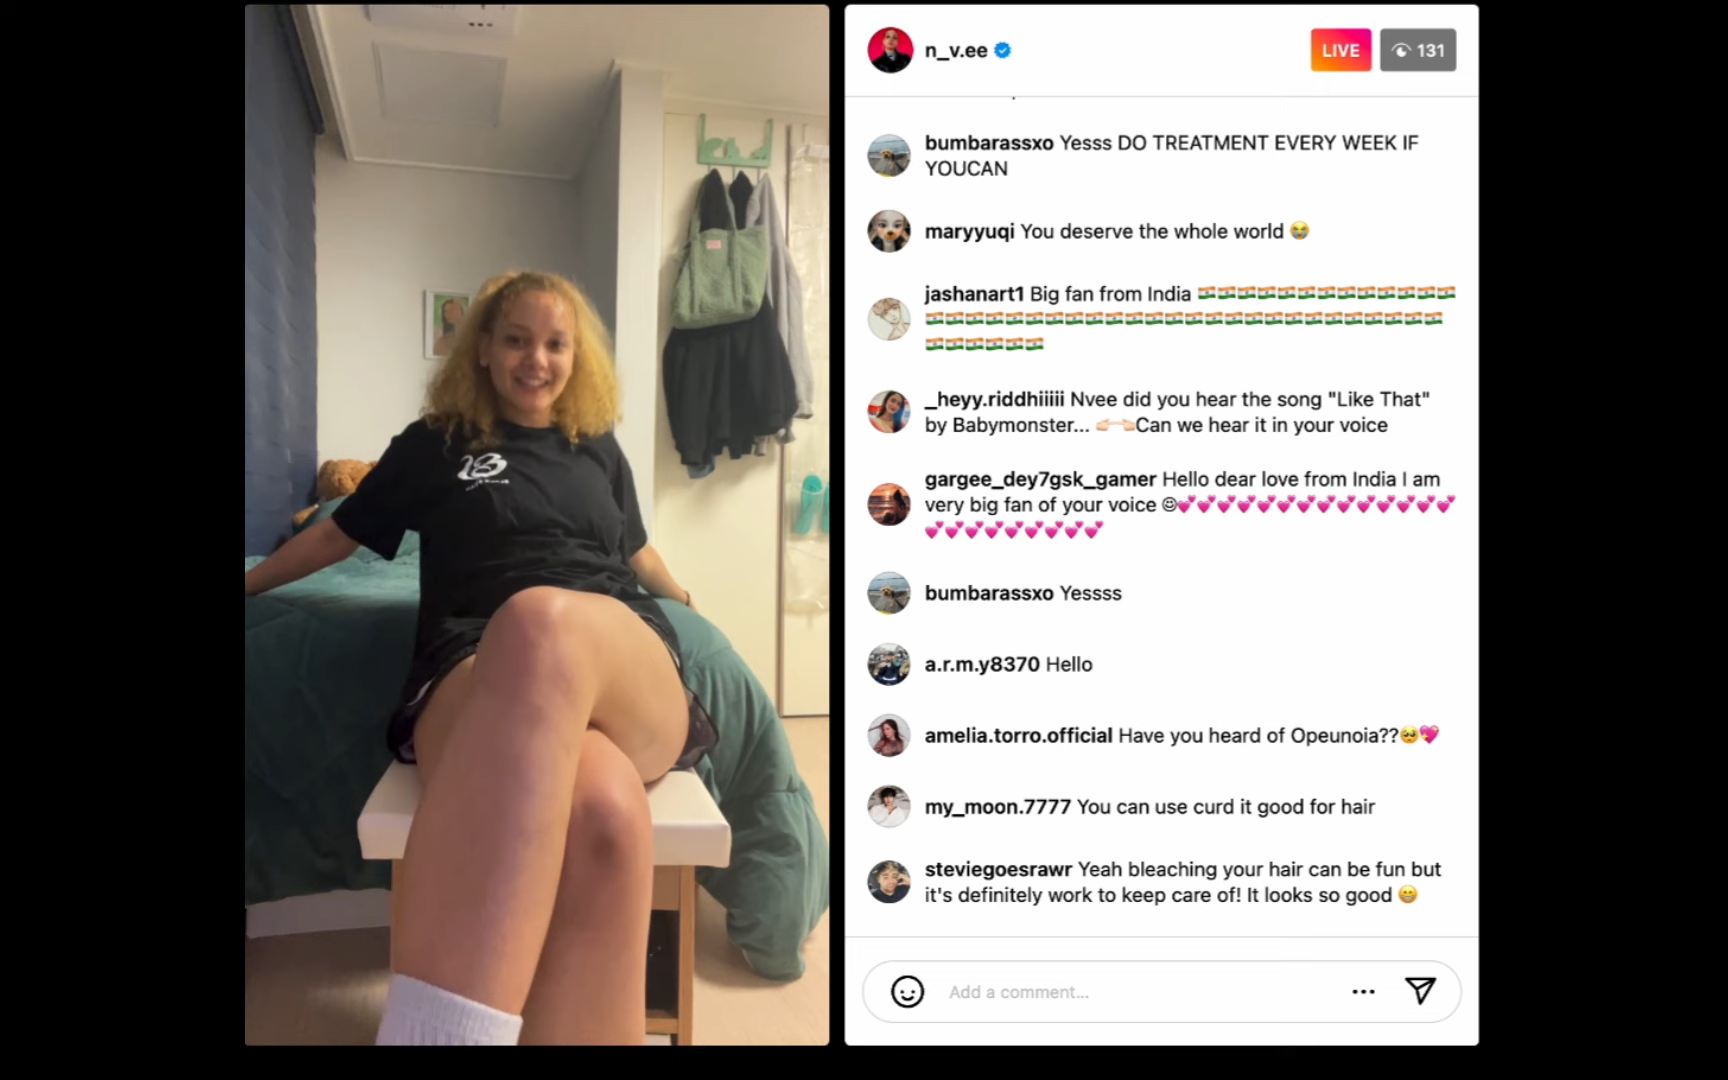 n_v.ee
LIVE
131
bumbarassxo Yesss DO TREATMENT EVERY WEEK IF
YOUCAN
maryyuqi You deserve the whole world 😭
jashanart1 Big fan from India 🇮🇳🇮🇳🇮🇳🇮🇳🇮🇳🇮🇳🇮🇳🇮🇳🇮🇳🇮🇳🇮🇳🇮🇳🇮🇳
🇮🇳🇮🇳🇮🇳🇮🇳🇮🇳🇮🇳🇮🇳🇮🇳🇮🇳🇮🇳🇮🇳🇮🇳🇮🇳🇮🇳🇮🇳🇮🇳🇮🇳🇮🇳🇮🇳🇮🇳🇮🇳🇮🇳🇮🇳🇮🇳🇮🇳🇮🇳
🇮🇳🇮🇳🇮🇳🇮🇳🇮🇳🇮🇳
_heyy.riddhiiiii Nvee did you hear the song "Like That"
by Babymonster... 👉🏻👈🏻Can we hear it in your voice
gargee_dey7gsk_gamer Hello dear love from India I am
very big fan of your voice ☺💕💕💕💕💕💕💕💕💕💕💕💕💕💕
💕💕💕💕💕💕💕💕💕
bumbarassxo Yessss
a.r.m.y8370 Hello
amelia.torro.official Have you heard of Opeunoia??🥺💖
my_moon.7777 You can use curd it good for hair
steviegoesrawr Yeah bleaching your hair can be fun but
it's definitely work to keep care of! It looks so good 😁
Add a comment...
18